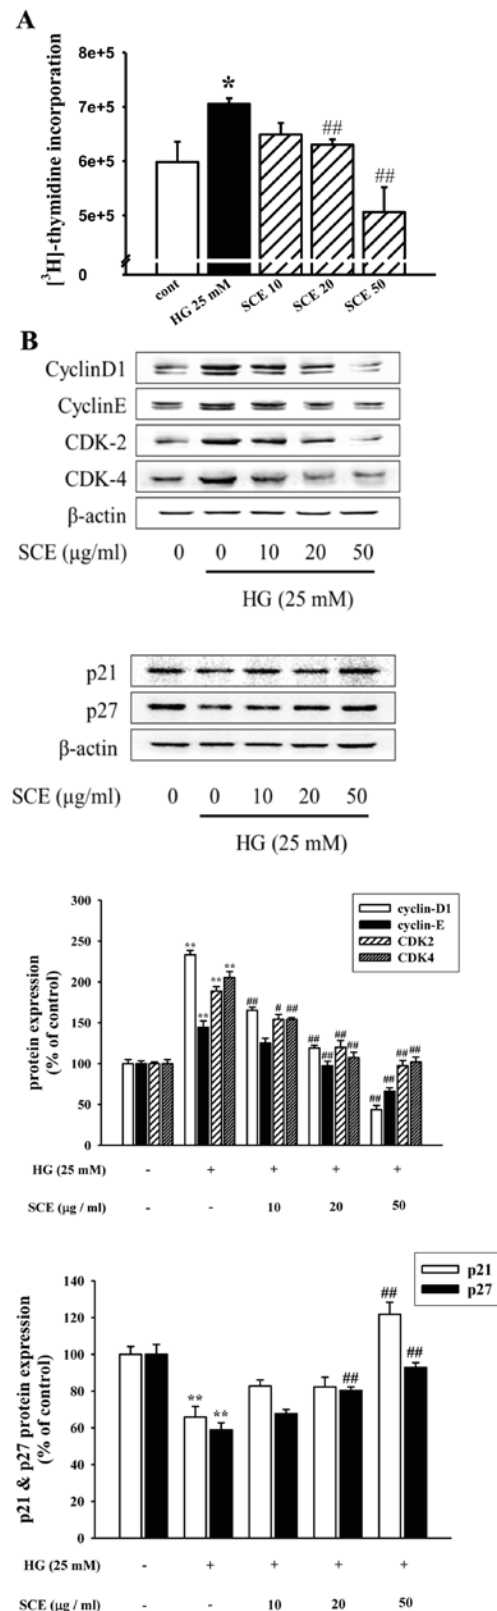 A
[³H]-thymidine incorporation
8e+5
7e+5
6e+5
5e+5
0
*
##
##
cont
HG 25 mM
SCE 10
SCE 20
SCE 50
B
CyclinD1
CyclinE
CDK-2
CDK-4
β-actin
SCE (µg/ml) 0 0 10 20 50
HG (25 mM)
p21
p27
β-actin
SCE (µg/ml) 0 0 10 20 50
HG (25 mM)
protein expression
(% of control)
300
250
200
150
100
50
0
cyclin-D1
cyclin-E
CDK2
CDK4
** ** ** **
## # ##
## ## ## ##
## ## ## ##
HG (25 mM) - + + + +
SCE (µg / ml) - - 10 20 50
p21 & p27 protein expression
(% of control)
140
120
100
80
60
40
20
0
p21
p27
** **
##
## ##
HG (25 mM) - + + + +
SCE (µg / ml) - - 10 20 50